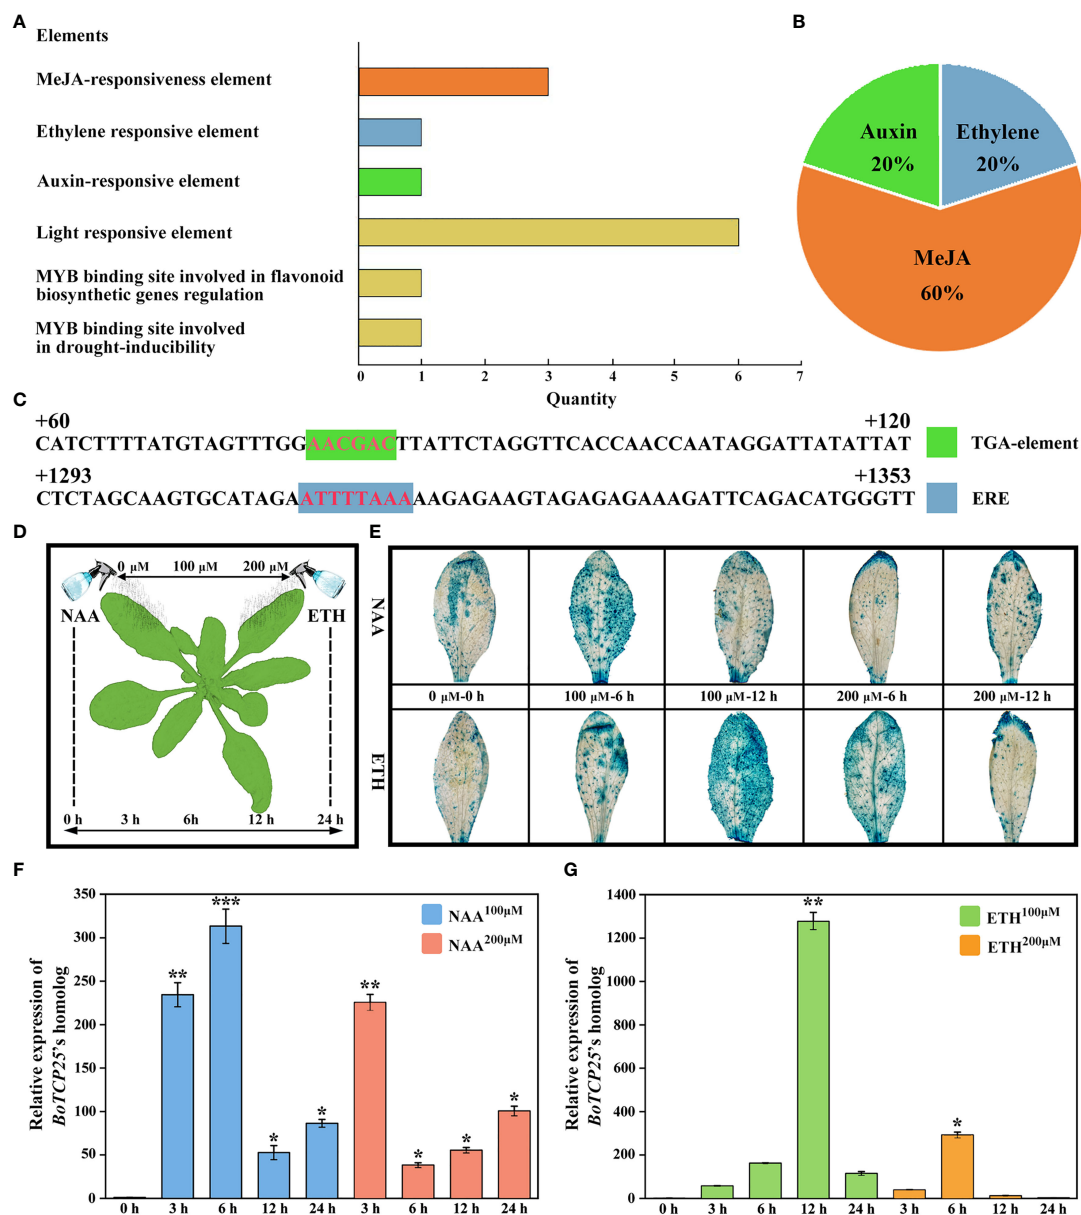 A
Elements
MeJA-responsiveness element
Ethylene responsive element
Auxin-responsive element
Light responsive element
MYB binding site involved in flavonoid
biosynthetic genes regulation
MYB binding site involved
in drought-inducibility
0 1 2 3 4 5 6 7
Quantity
B
Auxin
20%
Ethylene
20%
MeJA
60%
C
+60 +120
CATCTTTTATGTAGTTTGGAACGACTTATTCTAGGTTCACCAACCAATAGGATTATATTAT
TGA-element
+1293 +1353
CTCTAGCAAGTGCATAGAATTTTAAAAAGAGAAGTAGAGAGAAAGATTCAGACATGGGTT
ERE
D
0 μM 100 μM 200 μM
NAA ETH
0 h 3 h 6h 12 h 24 h
E
NAA
0 μM-0 h 100 μM-6 h 100 μM-12 h 200 μM-6 h 200 μM-12 h
ETH
F
Relative expression of
BoTCP25's homolog
350
300
250
200
150
100
50
0
NAA100μM
NAA200μM
** *** * * ** * * *
0 h 3 h 6 h 12 h 24 h 3 h 6 h 12 h 24 h
G
Relative expression of
BoTCP25's homolog
1400
1200
1000
800
600
400
200
0
ETH100μM
ETH200μM
** *
0 h 3 h 6 h 12 h 24 h 3 h 6 h 12 h 24 h